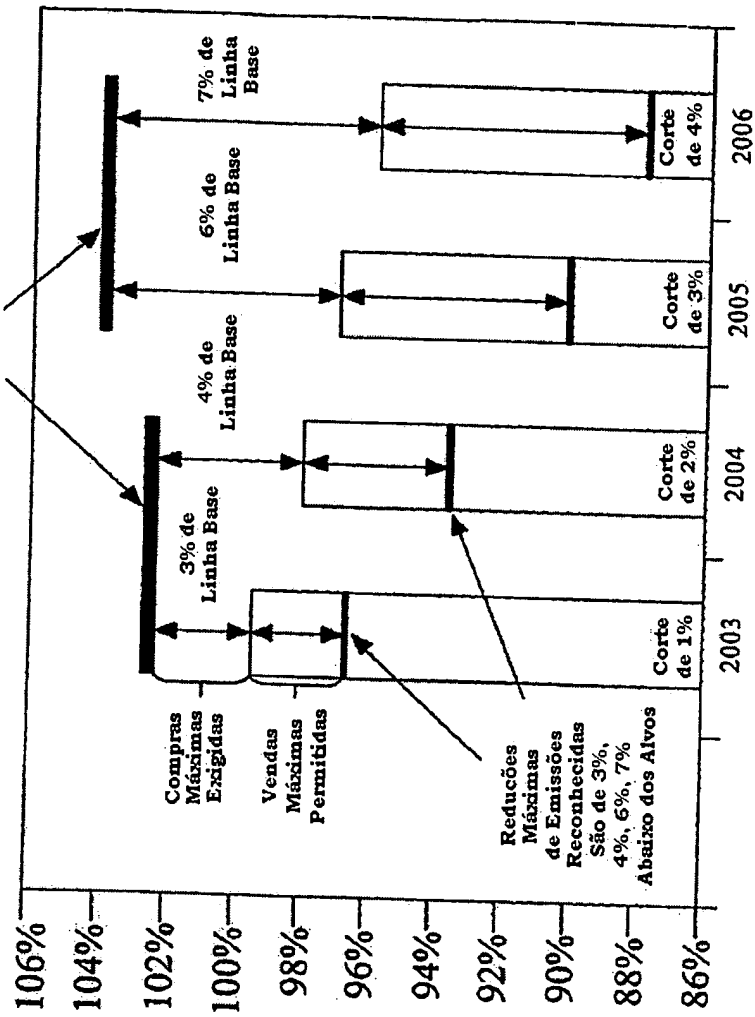 106%
104%
102%
100%
98%
96%
94%
92%
90%
88%
86%
Compras
Máximas
Exigidas
Vendas
Máximas
Permitidas
Reducões
Máximas
de Emissões
Reconhecidas
São de 3%,
4%, 6%, 7%
Abaixo dos Alvos
3% de
Linha Base
4% de
Linha Base
6% de
Linha Base
7% de
Linha
Base
Corte
de 1%
Corte
de 2%
Corte
de 3%
Corte
de 4%
2003
2004
2005
2006